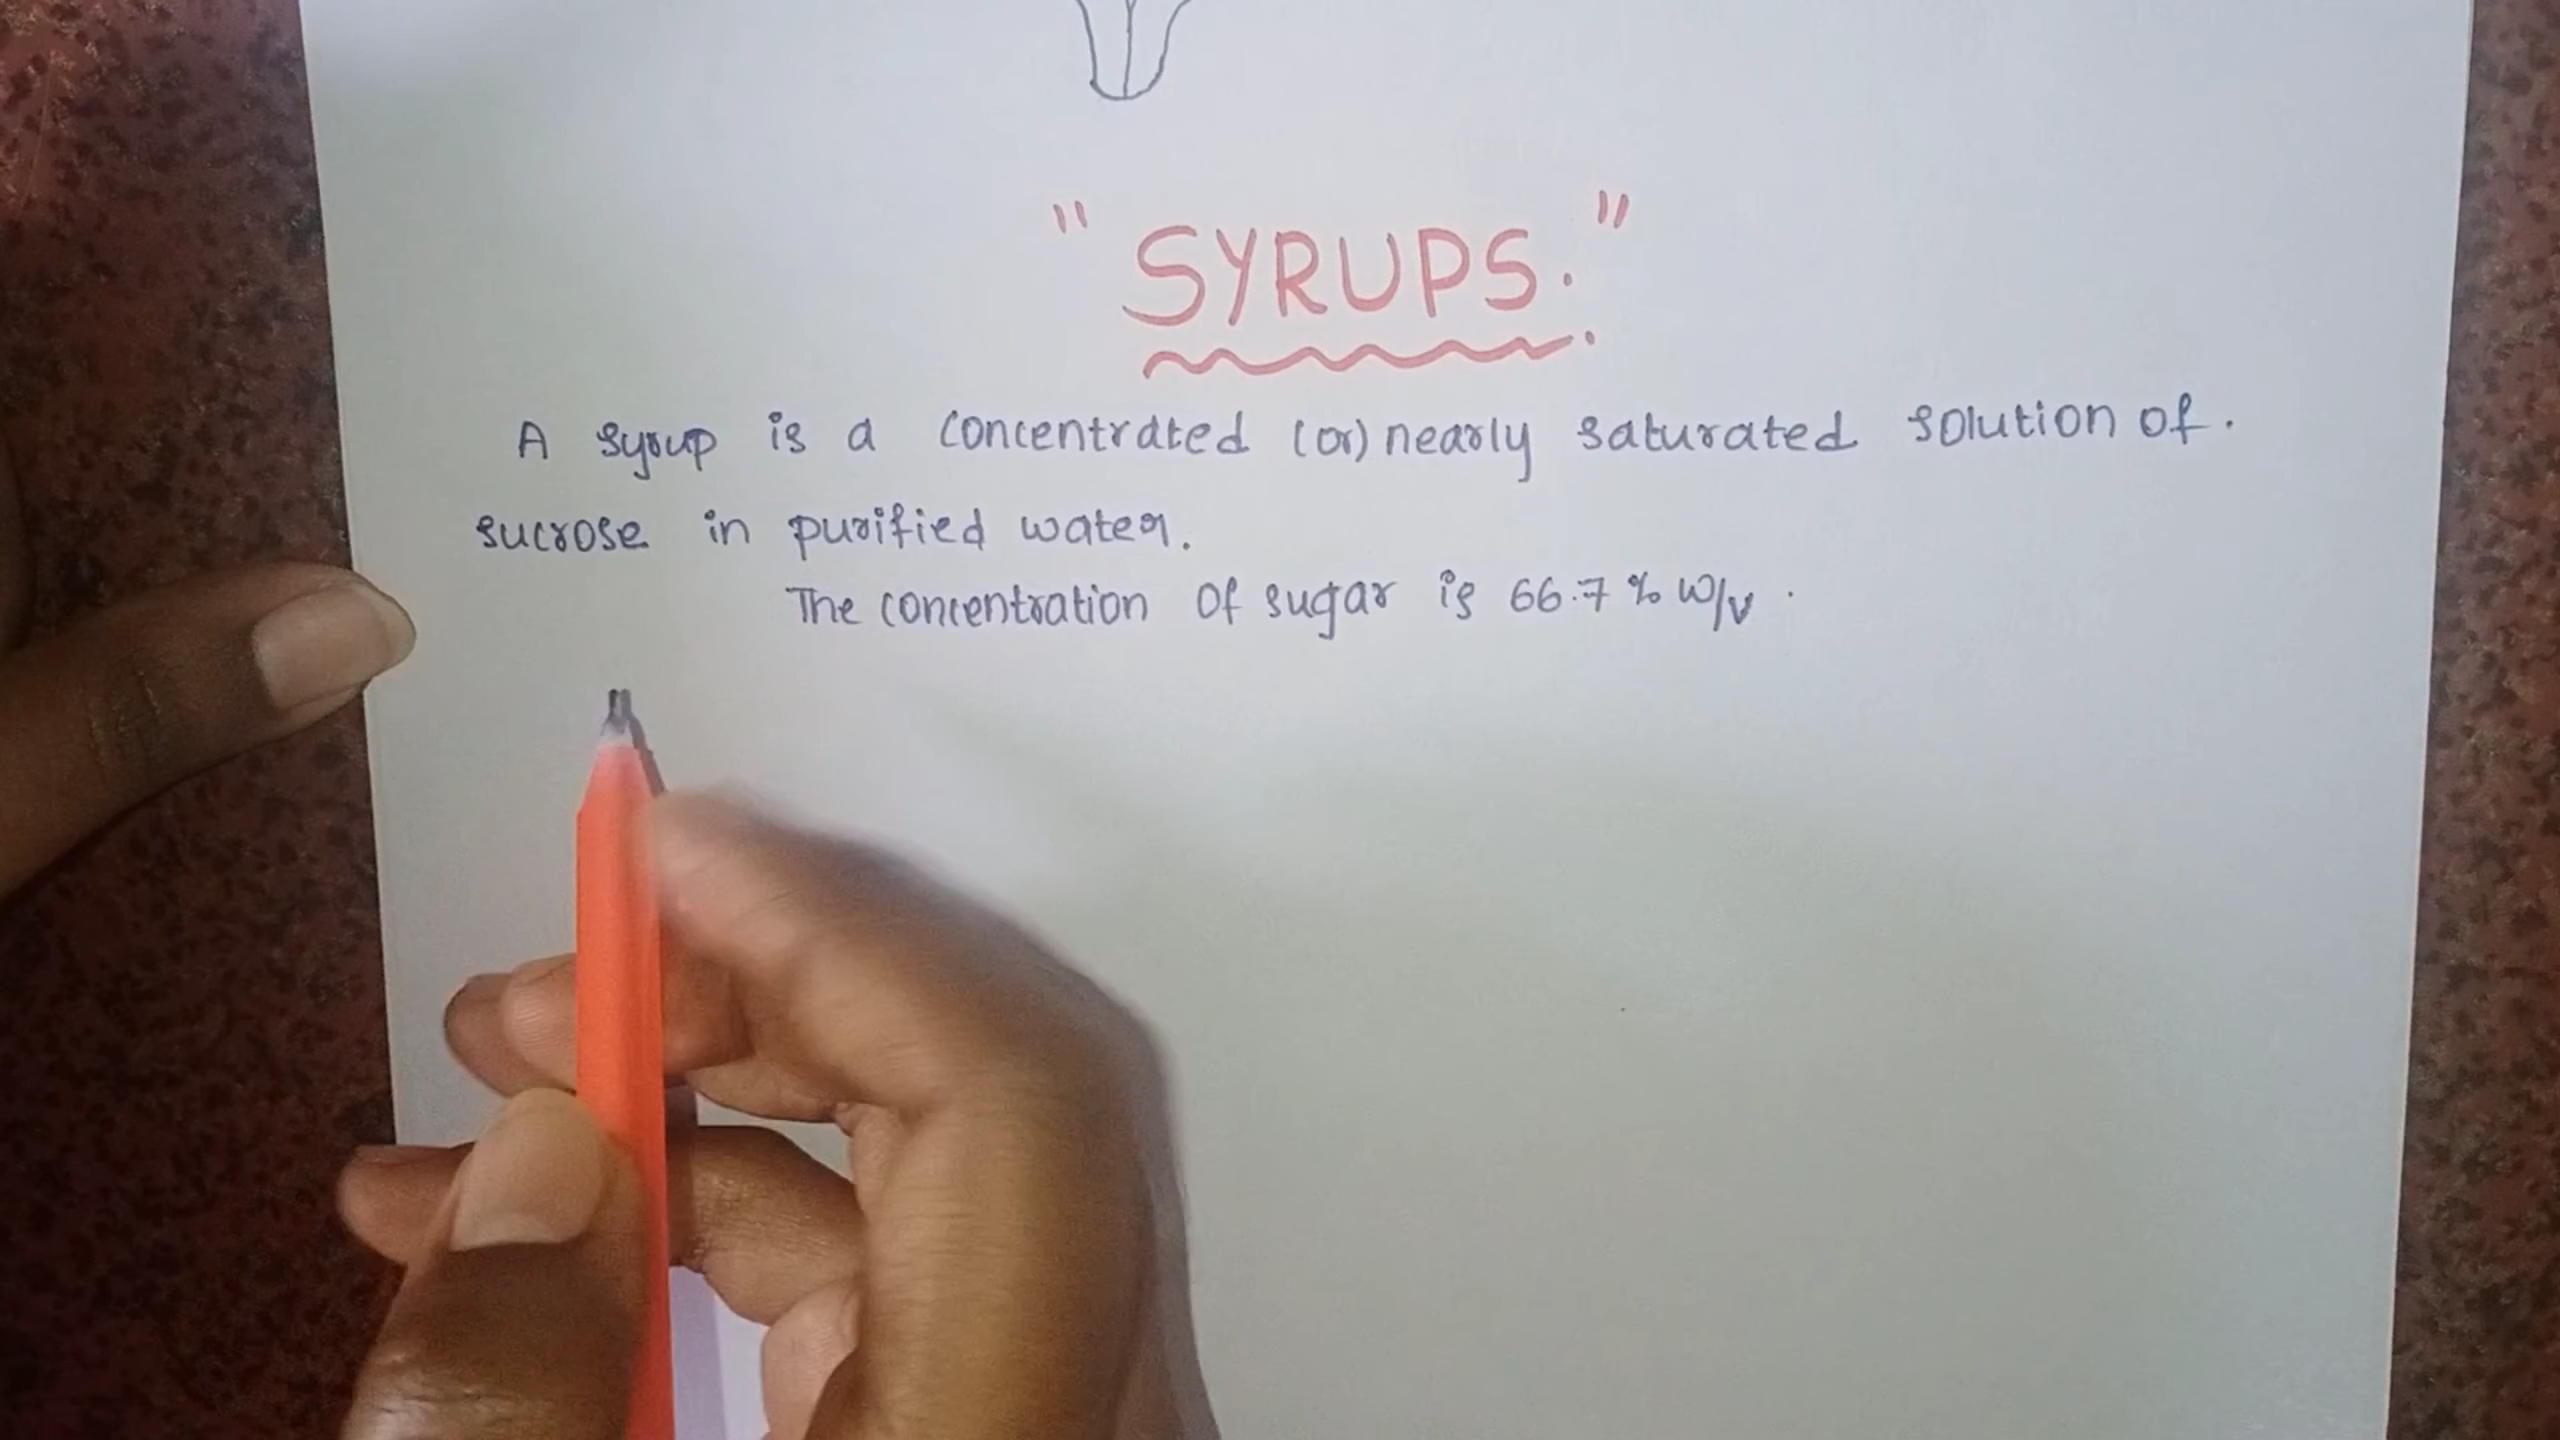 "SYRUPS."
A syrup is a concentrated (or) nearly saturated solution of.
sucrose in purified water.
The concentration of sugar is 66.7% W/v.